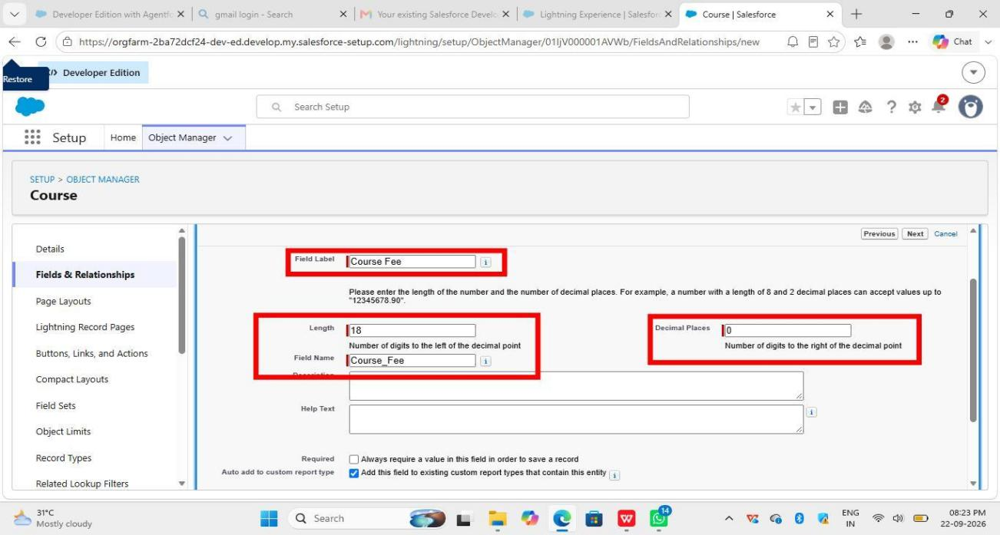 Developer Edition with Agentfo
gmail login - Search
Your existing Salesforce Develo
Lightning Experience | Salesfor
Course | Salesforce
https://orgfarm-2ba72dcf24-dev-ed.develop.my.salesforce-setup.com/lightning/setup/ObjectManager/01IjV000001AVWb/FieldsAndRelationships/new
Chat
Restore
Developer Edition
Search Setup
2
Setup
Home
Object Manager
SETUP > OBJECT MANAGER
Course
Details
Fields & Relationships
Page Layouts
Lightning Record Pages
Buttons, Links, and Actions
Compact Layouts
Field Sets
Object Limits
Record Types
Related Lookup Filters
Previous
Next
Cancel
Field Label
Course Fee
i
Please enter the length of the number and the number of decimal places. For example, a number with a length of 8 and 2 decimal places can accept values up to
"12345678.90".
Length
18
Decimal Places
0
Number of digits to the left of the decimal point
Number of digits to the right of the decimal point
Field Name
Course_Fee
i
Description
Help Text
i
Required
Always require a value in this field in order to save a record
Auto add to custom report type
Add this field to existing custom report types that contain this entity
i
31°C
Mostly cloudy
Search
14
ENG
IN
08:23 PM
22-09-2026